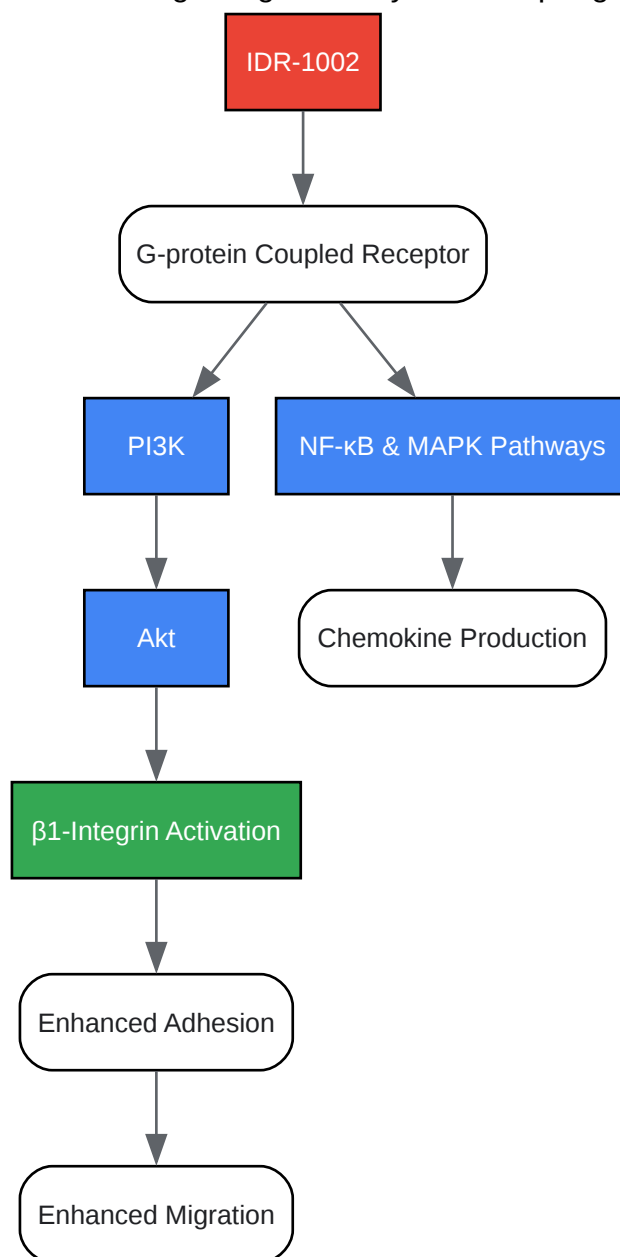 IDR-1002
G-protein Coupled Receptor
PI3K
NF-κB & MAPK Pathways
Akt
Chemokine Production
β1-Integrin Activation
Enhanced Adhesion
Enhanced Migration